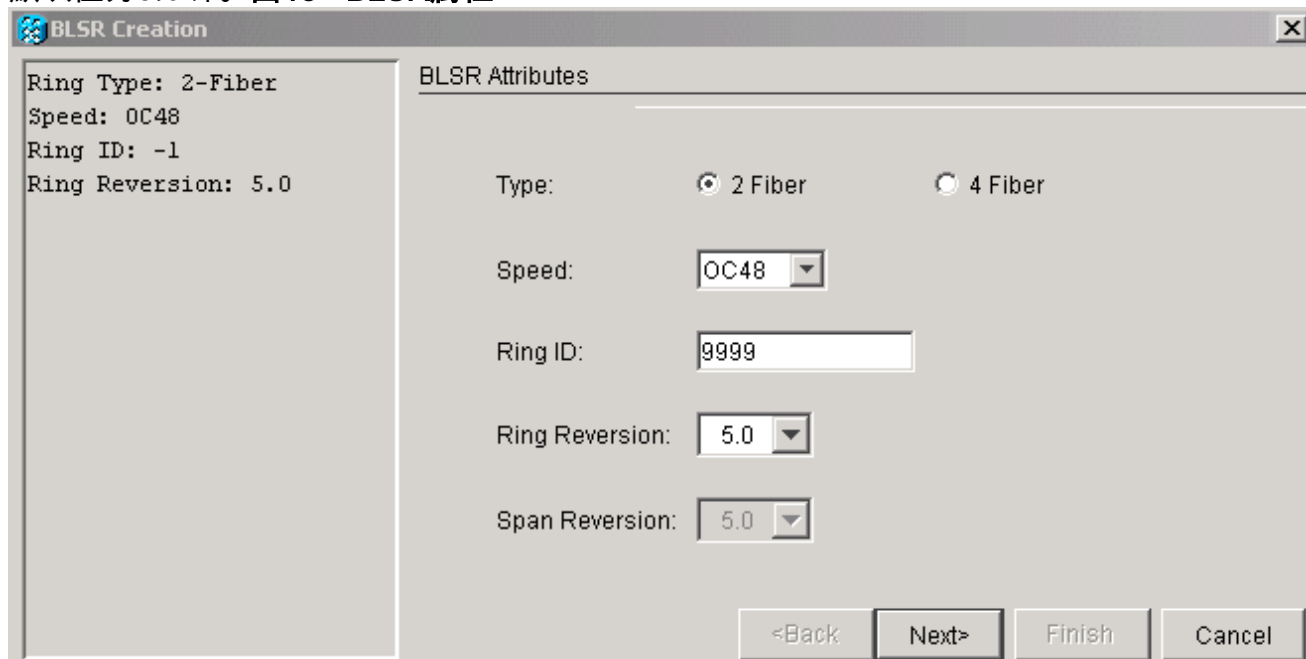 BLSR Creation
Ring Type: 2-Fiber
Speed: OC48
Ring ID: -1
Ring Reversion: 5.0
BLSR Attributes
Type: 2 Fiber 4 Fiber
Speed: OC48
Ring ID: 9999
Ring Reversion: 5.0
Span Reversion: 5.0
<Back Next> Finish Cancel